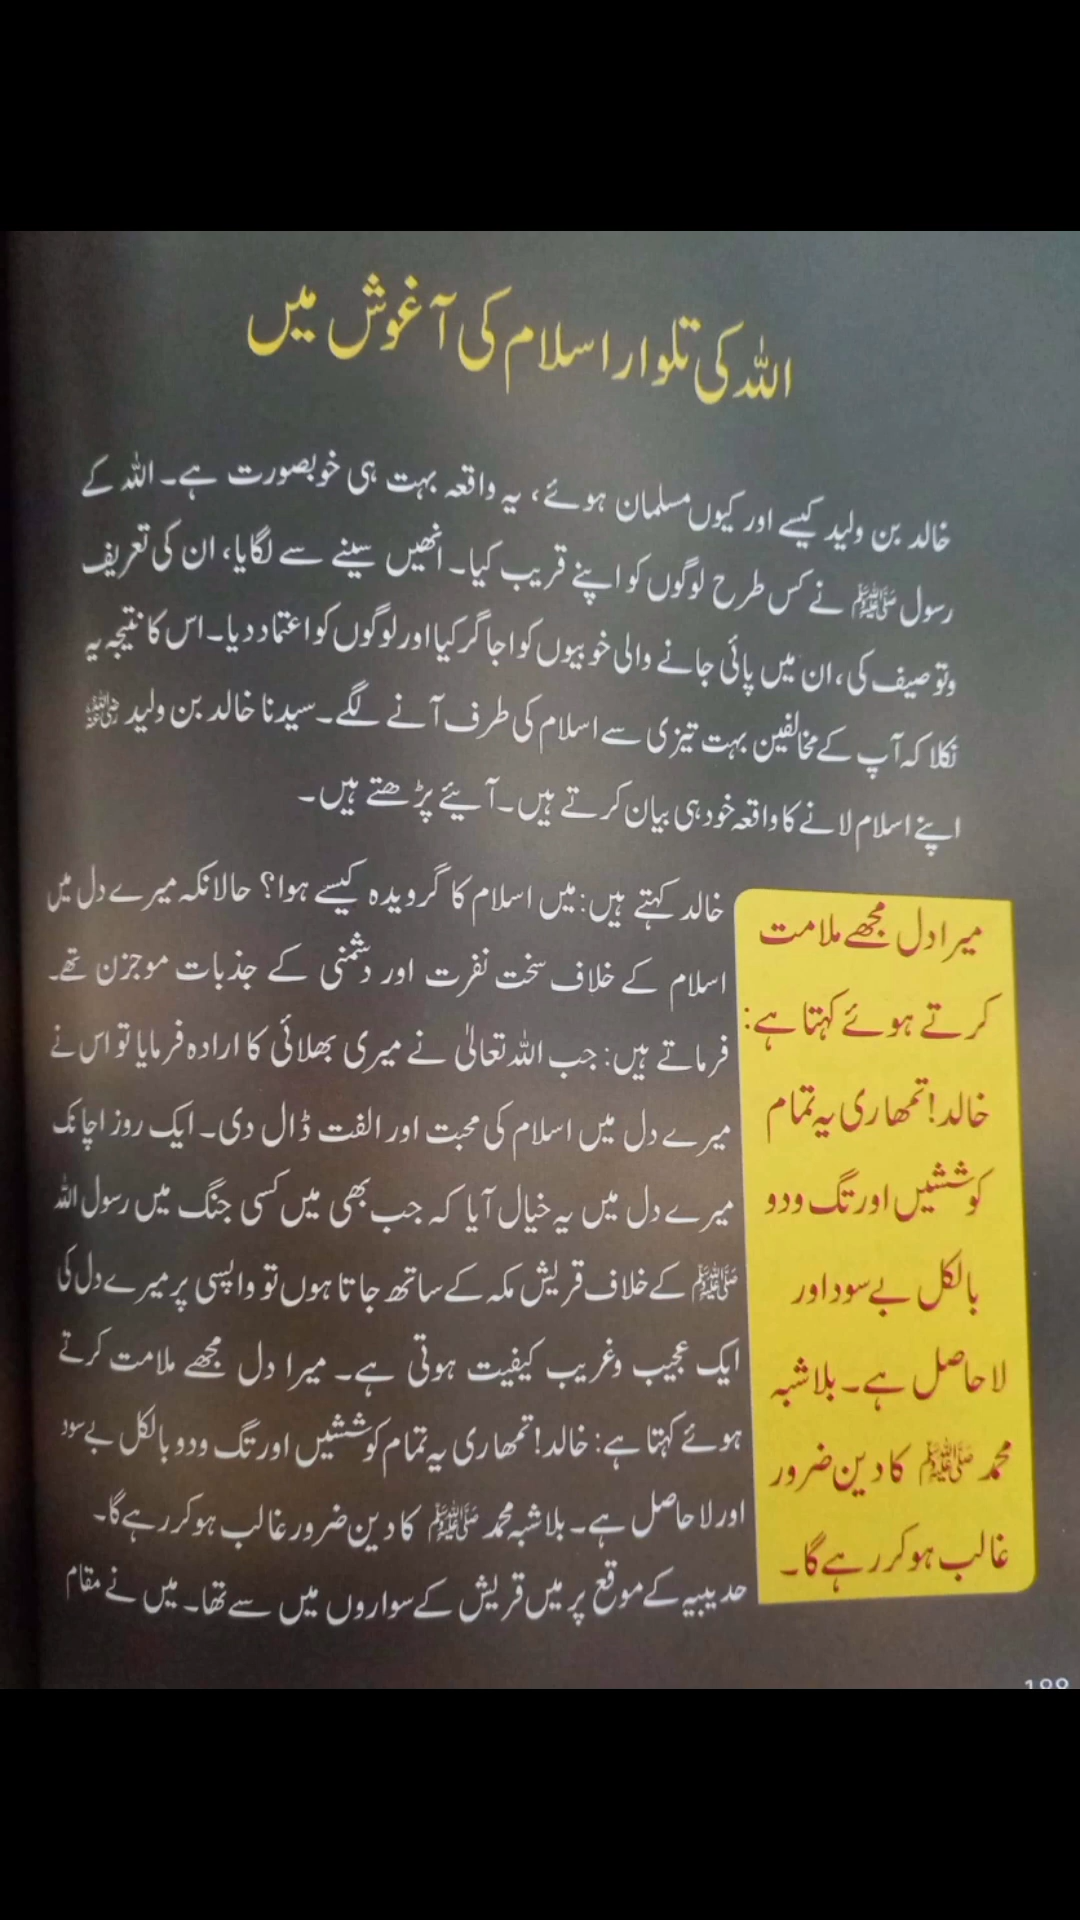 اللہ کی تلوار اسلام کی آغوش میں
خالد بن ولید کیسے اور کیوں مسلمان ہوئے، یہ واقعہ بہت ہی خوبصورت ہے۔ اللہ کے
رسول ﷺ نے کس طرح لوگوں کو اپنے قریب کیا۔ انھیں سینے سے لگایا، ان کی تعریف
وتوصیف کی، ان میں پائی جانے والی خوبیوں کو اجاگر کیا اور لوگوں کو اعتماد دیا۔ اس کا نتیجہ یہ
نکلا کہ آپ کے مخالفین بہت تیزی سے اسلام کی طرف آنے لگے۔ سیدنا خالد بن ولید رضی اللہ عنہ
اپنے اسلام لانے کا واقعہ خود ہی بیان کرتے ہیں۔ آیئے پڑھتے ہیں۔
خالد کہتے ہیں: میں اسلام کا گرویدہ کیسے ہوا؟ حالانکہ میرے دل میں
اسلام کے خلاف سخت نفرت اور دشمنی کے جذبات موجزن تھے۔
فرماتے ہیں: جب اللہ تعالیٰ نے میری بھلائی کا ارادہ فرمایا تو اس نے
میرے دل میں اسلام کی محبت اور الفت ڈال دی۔ ایک روز اچانک
میرے دل میں یہ خیال آیا کہ جب بھی میں کسی جنگ میں رسول اللہ
ﷺ کے خلاف قریش مکہ کے ساتھ جاتا ہوں تو واپسی پر میرے دل کی
ایک عجیب وغریب کیفیت ہوتی ہے۔ میرا دل مجھے ملامت کرتے
ہوئے کہتا ہے: خالد! تمھاری یہ تمام کوششیں اور تگ ودو بالکل بے سود
اور لاحاصل ہے۔ بلاشبہ محمد ﷺ کا دین ضرور غالب ہو کر رہے گا۔
حدیبیہ کے موقع پر میں قریش کے سواروں میں سے تھا۔ میں نے مقام
میرا دل مجھے ملامت
کرتے ہوئے کہتا ہے:
خالد! تمھاری یہ تمام
کوششیں اور تگ ودو
بالکل بے سود اور
لاحاصل ہے۔ بلاشبہ
محمد ﷺ کا دین ضرور
غالب ہو کر رہے گا۔